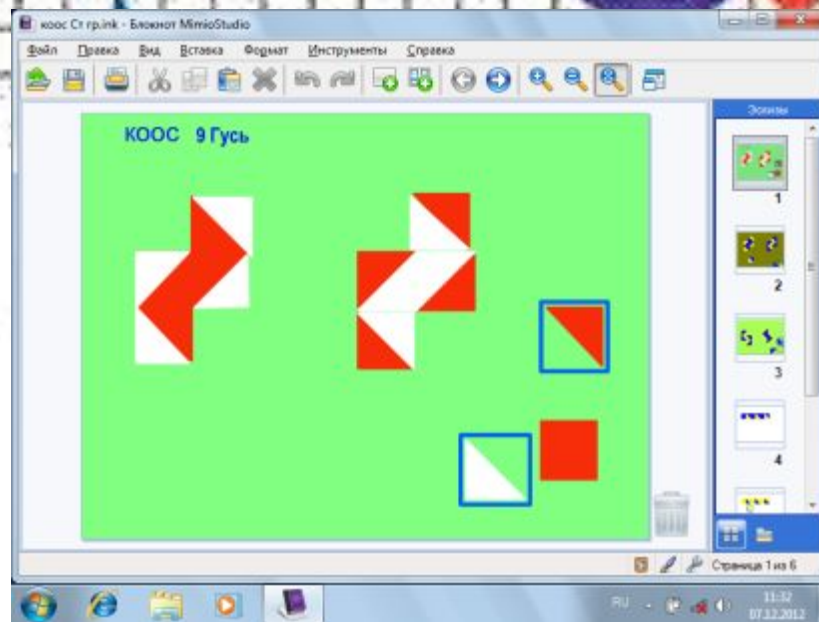 коос Ст гр.ink - Блокнот MimioStudio
Файл Правка Вид Вставка Формат Инструменты Справка
Эскизы
КООС 9 Гусь
1
2
3
4
Страница 1 из 6
RU
11:32
07.12.2012